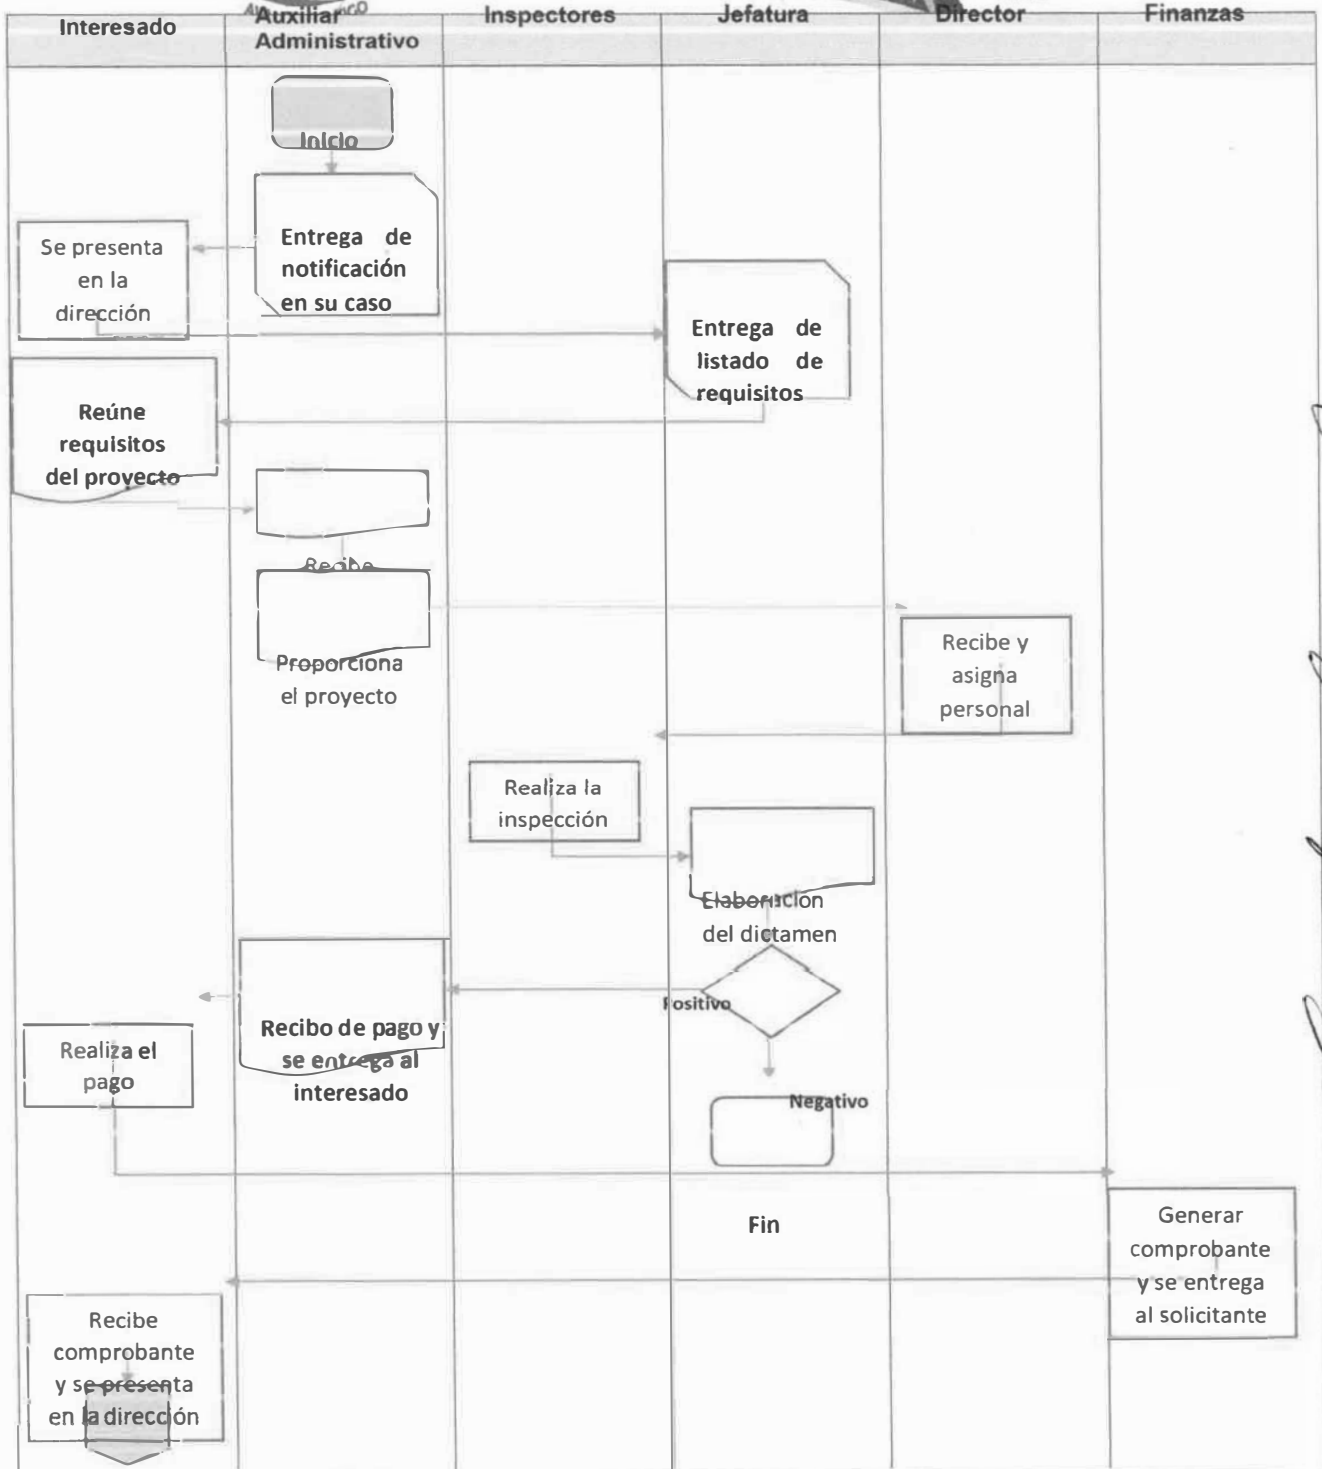 Interesado
Auxiliar
Administrativo
Inspectores
Jefatura
Director
Finanzas
Inicio
Entrega de
notificación
en su caso
Se presenta
en la
dirección
Entrega de
listado de
requisitos
Reúne
requisitos
del proyecto
Recibe
Proporciona
el proyecto
Recibe y
asigna
personal
Realiza la
inspección
Elaboración
del dictamen
Positivo
Recibo de pago y
se entrega al
interesado
Realiza el
pago
Negativo
Fin
Generar
comprobante
y se entrega
al solicitante
Recibe
comprobante
y se presenta
en la dirección